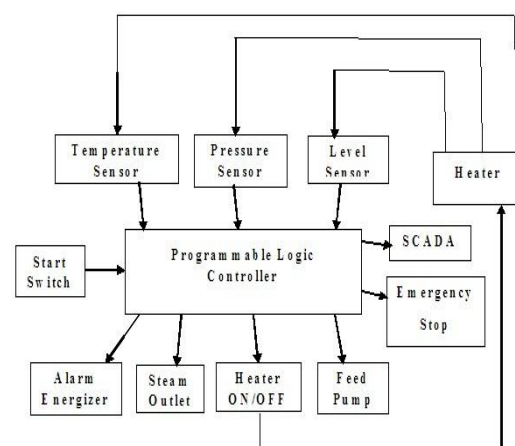 Temperature
Sensor
Pressure
Sensor
Level
Sensor
Heater
Start
Switch
Programmable Logic
Controller
SCADA
Emergency
Stop
Alarm
Energizer
Steam
Outlet
Heater
ON/OFF
Feed
Pump